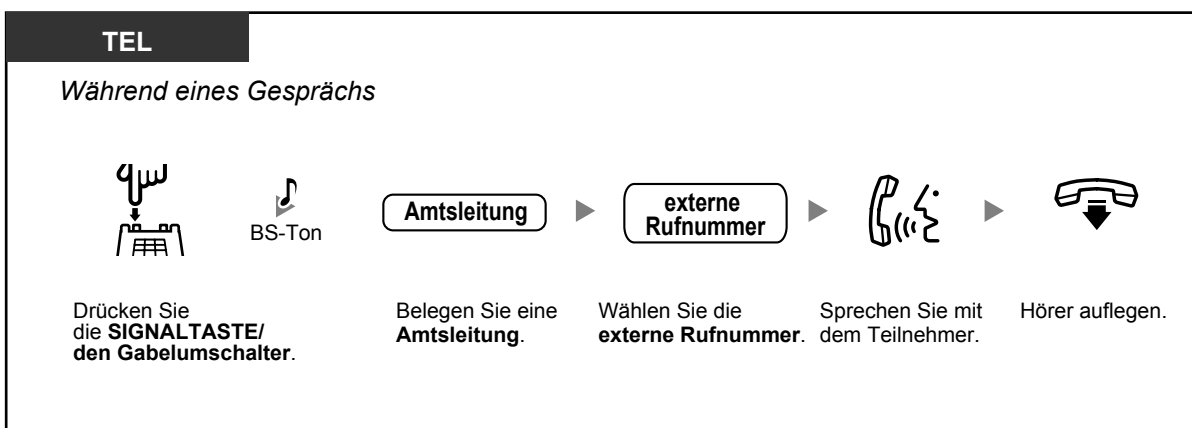 TEL
Während eines Gesprächs
BS-Ton
Amtsleitung
externe
Rufnummer
Drücken Sie
die SIGNALTASTE/
den Gabelumschalter.
Belegen Sie eine
Amtsleitung.
Wählen Sie die
externe Rufnummer.
Sprechen Sie mit
dem Teilnehmer.
Hörer auflegen.